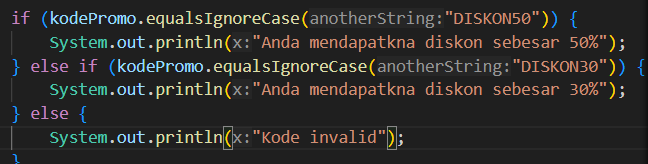 if (kodePromo.equalsIgnoreCase(anotherString:"DISKON50")) {
System.out.println(x:"Anda mendapatkna diskon sebesar 50%");
} else if (kodePromo.equalsIgnoreCase(anotherString:"DISKON30")) {
System.out.println(x:"Anda mendapatkna diskon sebesar 30%");
} else {
System.out.println(x:"Kode invalid");
}